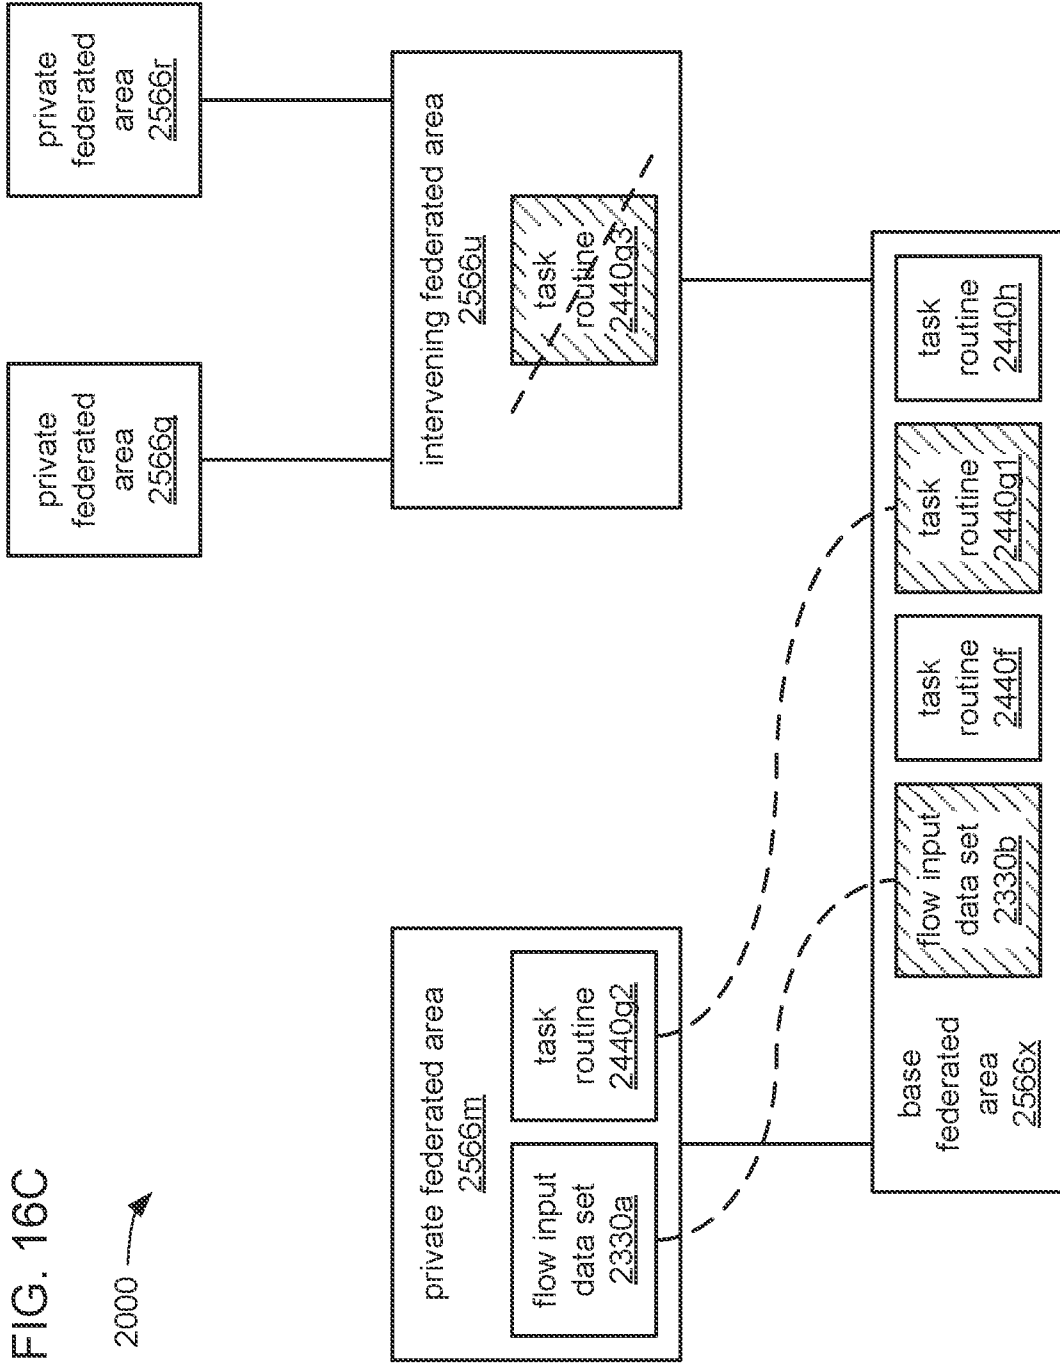 FIG. 16C
2000
private federated area
2566m
flow input
data set
2330a
task
routine
2440g2
private
federated
area
2566q
private
federated
area
2566r
intervening federated area
2566u
task
routine
2440g3
base
federated
area
2566x
flow input
data set
2330b
task
routine
2440f
task
routine
2440g1
task
routine
2440h